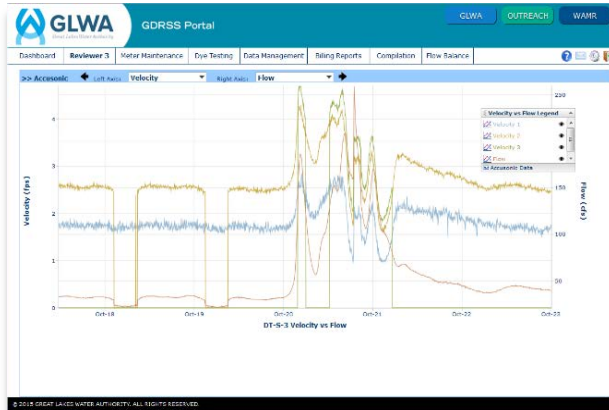 GLWA
Great Lakes Water Authority
GDRSS Portal
GLWA
OUTREACH
WAMR
Dashboard Reviewer 3 Meter Maintenance Dye Testing Data Management Billing Reports Compilation Flow Balance
>> Accusonic Left Axis: Velocity Right Axis: Flow
Velocity vs Flow Legend
Velocity 1
Velocity 2
Velocity 3
Flow
Accusonic Data
Velocity (fps)
4
3
2
1
0
Flow (cfs)
250
150
100
50
Oct-18 Oct-19 Oct-20 Oct-21 Oct-22 Oct-22
DT-S-3 Velocity vs Flow
© 2015 GREAT LAKES WATER AUTHORITY. ALL RIGHTS RESERVED.